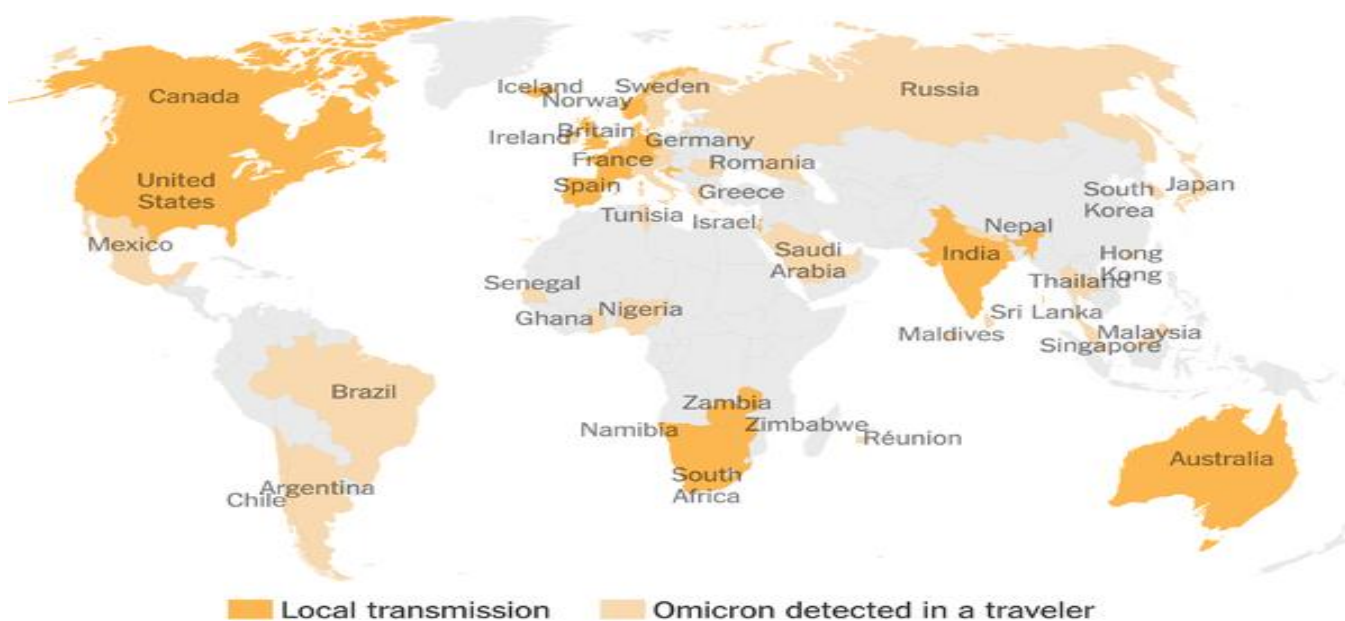 Canada
Iceland
Sweden
Norway
Russia
Ireland
Britain
Germany
France
Romania
United
States
Spain
Greece
South
Korea
Japan
Tunisia
Israel
Nepal
Mexico
Saudi
Arabia
India
Hong
Kong
Senegal
Thailand
Ghana
Nigeria
Sri Lanka
Maldives
Malaysia
Singapore
Brazil
Zambia
Namibia
Zimbabwe
Réunion
Australia
South
Africa
Argentina
Chile
Local transmission
Omicron detected in a traveler